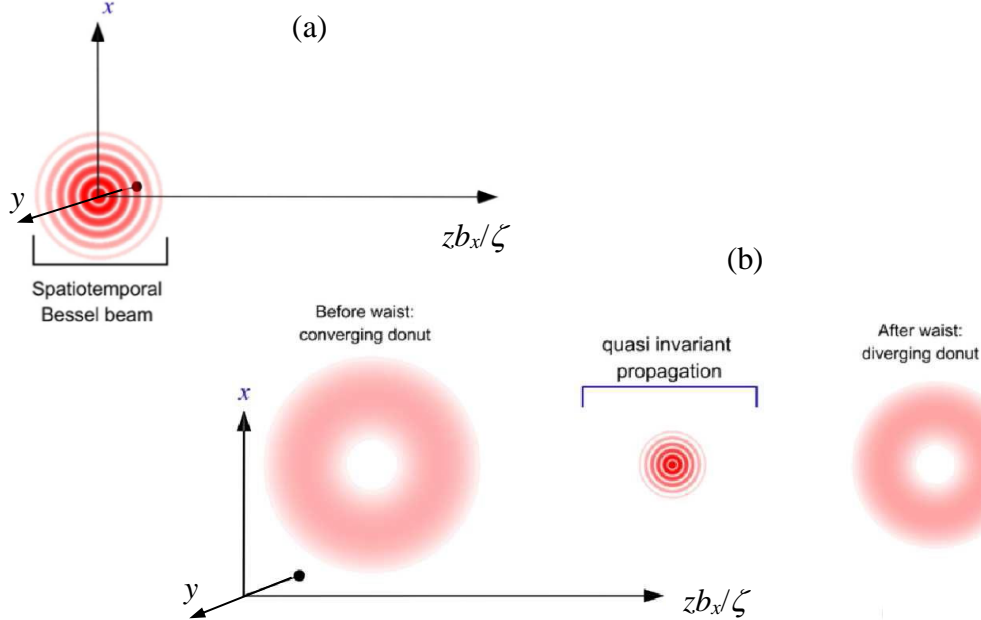 x
(a)
y
zbₓ/ζ
Spatiotemporal
Bessel beam
(b)
Before waist:
converging donut
quasi invariant
propagation
After waist:
diverging donut
x
y
zbₓ/ζ